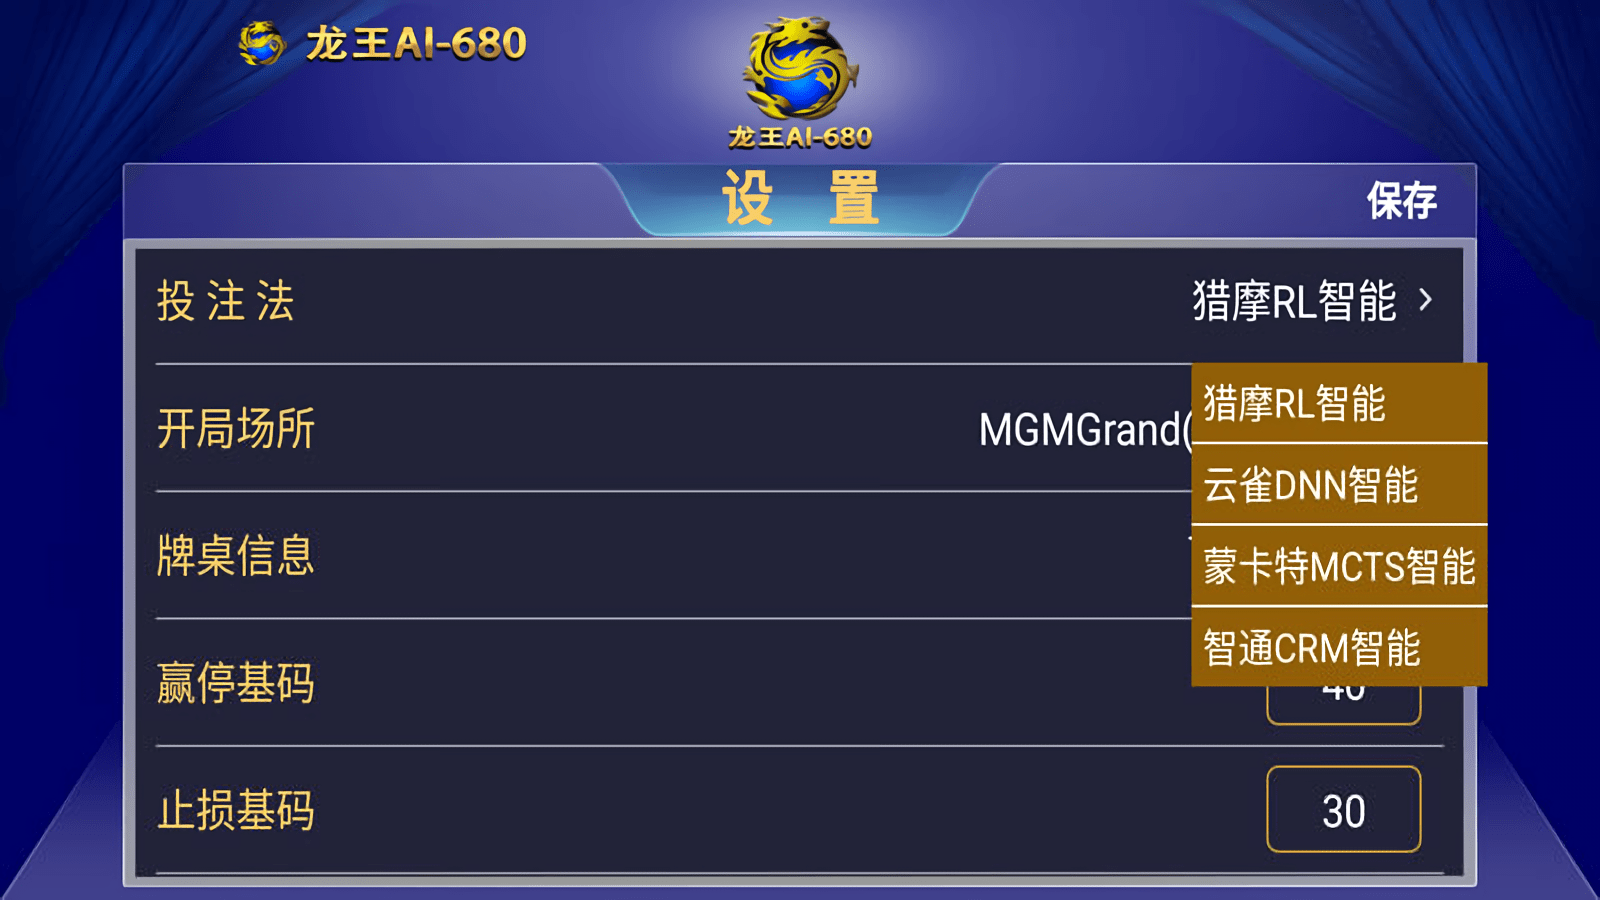 龙王AI-680
龙王AI-680
设 置
保存
投 注 法
猎摩RL智能 >
开局场所
MGMGrand(
猎摩RL智能
云雀DNN智能
牌桌信息
蒙卡特MCTS智能
智通CRM智能
赢停基码
40
止损基码
30